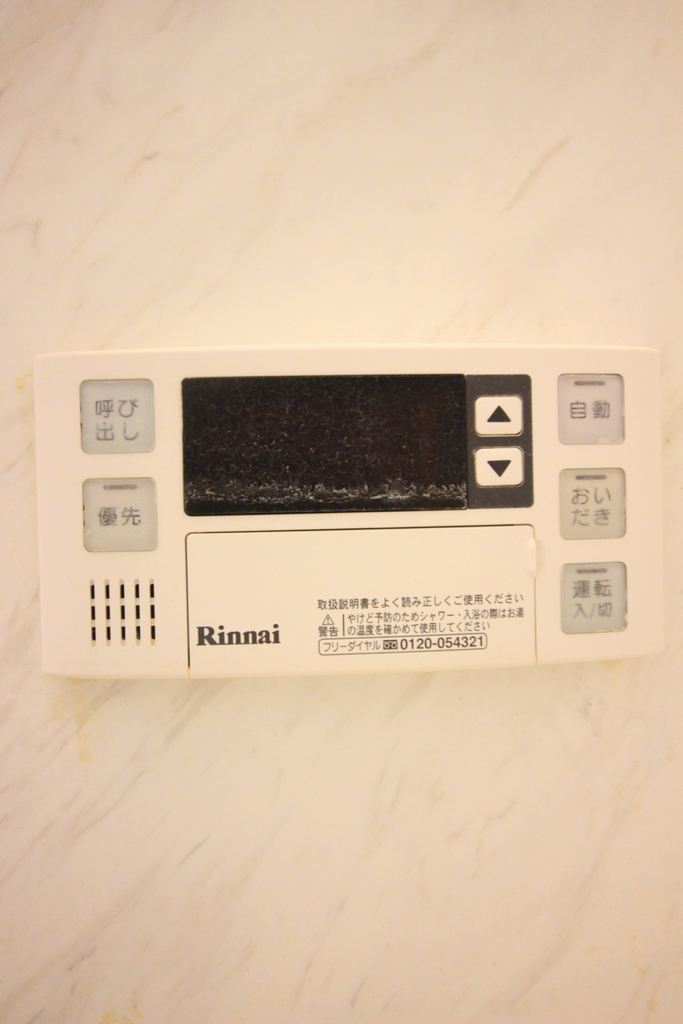 呼び
出し
優先
自動
おい
だき
運転
入/切
取扱説明書をよく読み正しくご使用ください
警告
やけど予防のためシャワー・入浴の際はお湯
の温度を確かめて使用してください
Rinnai
フリーダイヤル 0120-054321